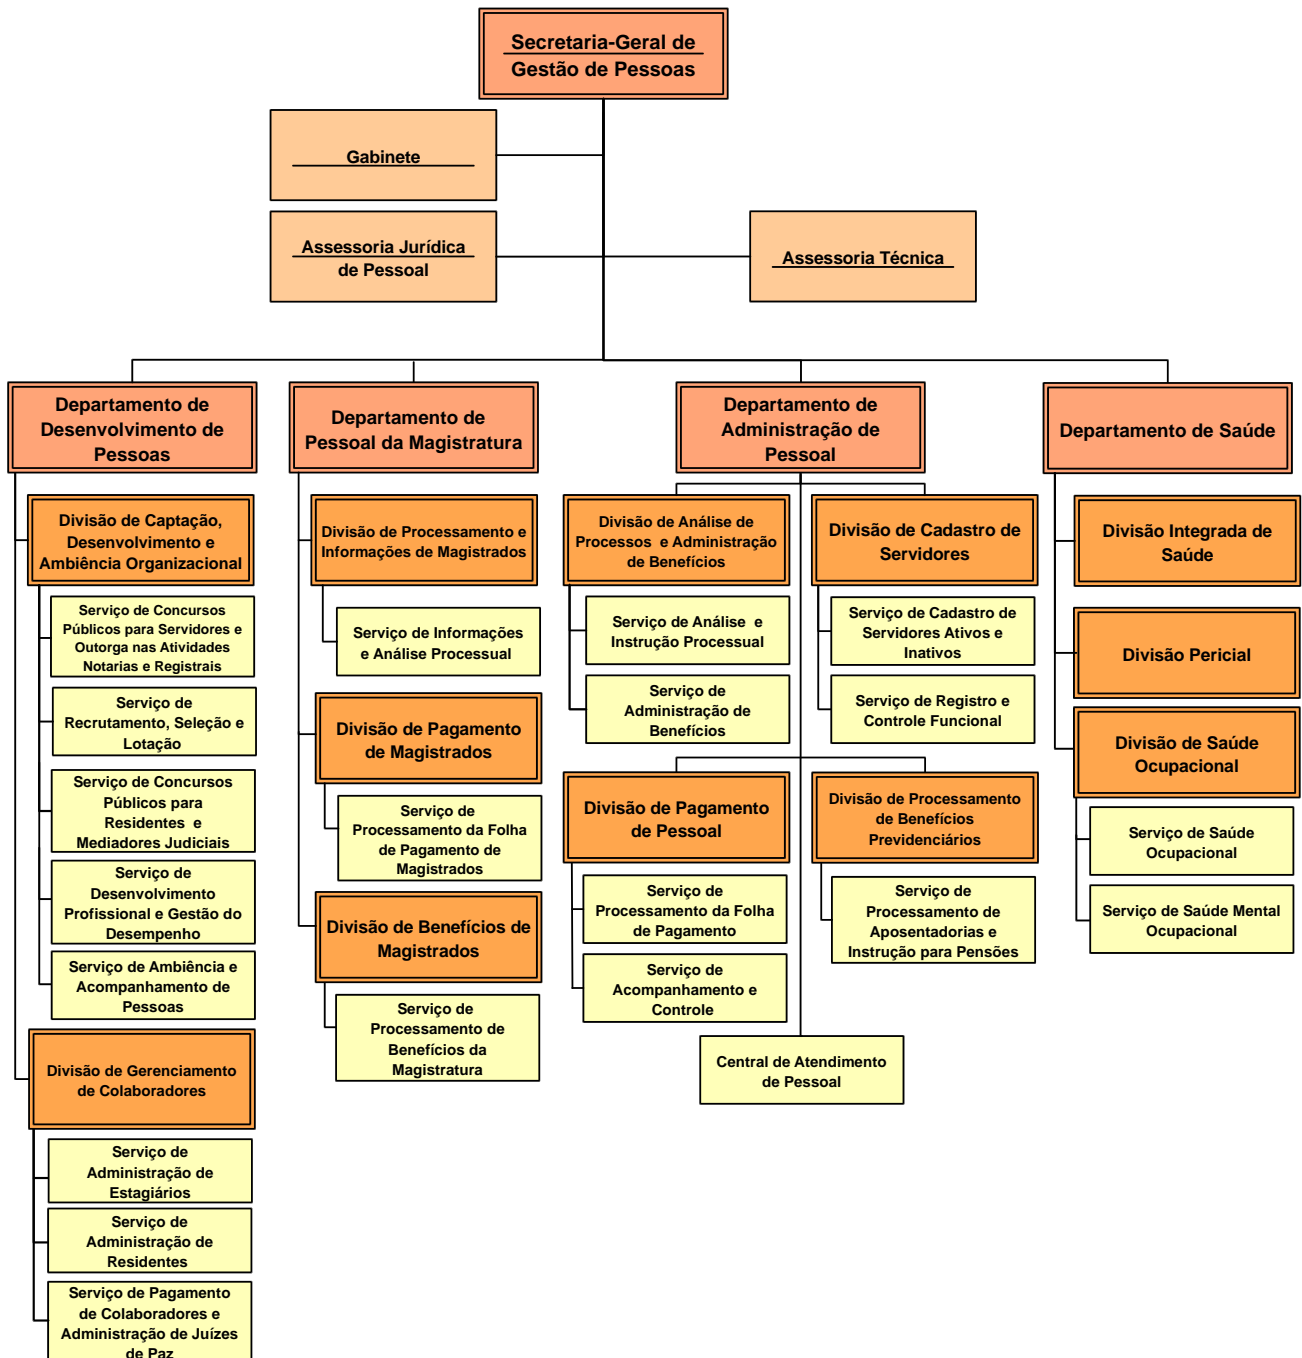 Secretaria-Geral de
Gestão de Pessoas
Gabinete
Assessoria Jurídica
de Pessoal
Assessoria Técnica
Departamento de
Desenvolvimento de
Pessoas
Departamento de
Pessoal da Magistratura
Departamento de
Administração de
Pessoal
Departamento de Saúde
Divisão de Captação,
Desenvolvimento e
Ambiência Organizacional
Serviço de Concursos
Públicos para Servidores e
Outorga nas Atividades
Notarias e Registrais
Serviço de
Recrutamento, Seleção e
Lotação
Serviço de Concursos
Públicos para
Residentes e
Mediadores Judiciais
Serviço de
Desenvolvimento
Profissional e Gestão do
Desempenho
Serviço de Ambiência e
Acompanhamento de
Pessoas
Divisão de Gerenciamento
de Colaboradores
Serviço de
Administração de
Estagiários
Serviço de
Administração de
Residentes
Serviço de Pagamento
de Colaboradores e
Administração de Juízes
de Paz
Divisão de Processamento e
Informações de Magistrados
Serviço de Informações
e Análise Processual
Divisão de Pagamento
de Magistrados
Serviço de
Processamento da Folha
de Pagamento de
Magistrados
Divisão de Benefícios de
Magistrados
Serviço de
Processamento de
Benefícios da
Magistratura
Divisão de Análise de
Processos e Administração
de Benefícios
Serviço de Análise e
Instrução Processual
Serviço de
Administração de
Benefícios
Divisão de Cadastro de
Servidores
Serviço de Cadastro de
Servidores Ativos e
Inativos
Serviço de Registro e
Controle Funcional
Divisão de Pagamento
de Pessoal
Serviço de
Processamento da Folha
de Pagamento
Serviço de
Acompanhamento e
Controle
Divisão de Processamento
de Benefícios
Previdenciários
Serviço de
Processamento de
Aposentadorias e
Instrução para Pensões
Central de Atendimento
de Pessoal
Divisão Integrada de
Saúde
Divisão Pericial
Divisão de Saúde
Ocupacional
Serviço de Saúde
Ocupacional
Serviço de Saúde Mental
Ocupacional